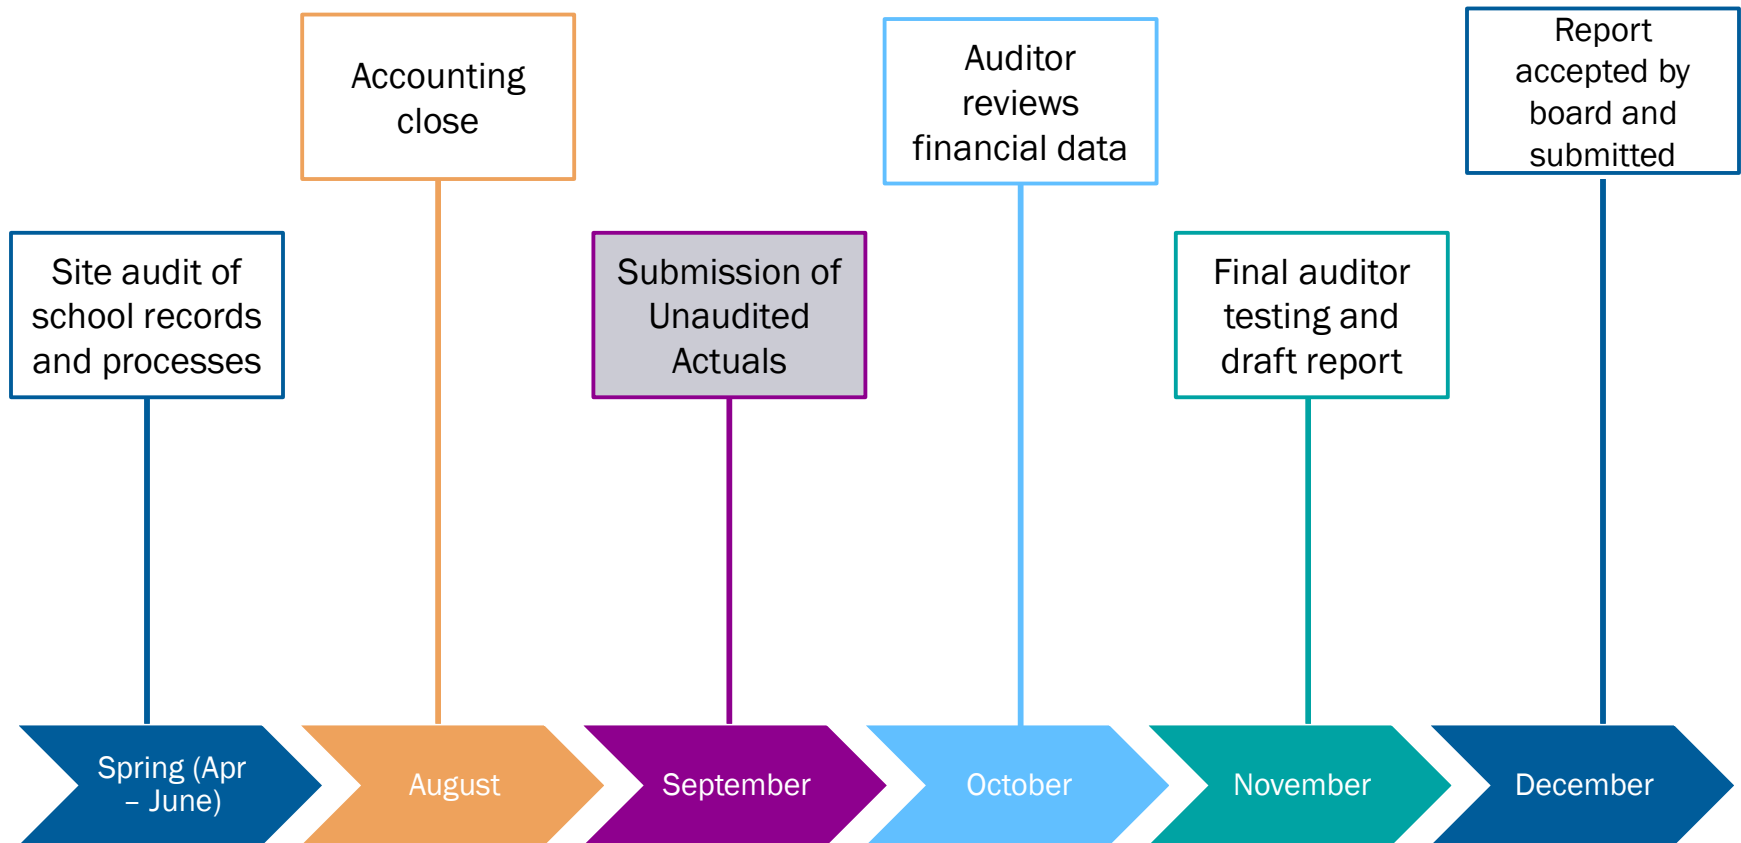 Accounting
close
Auditor
reviews
financial data
Report
accepted by
board and
submitted
Site audit of
school records
and processes
Submission of
Unaudited
Actuals
Final auditor
testing and
draft report
Spring (Apr
– June)
August
September
October
November
December